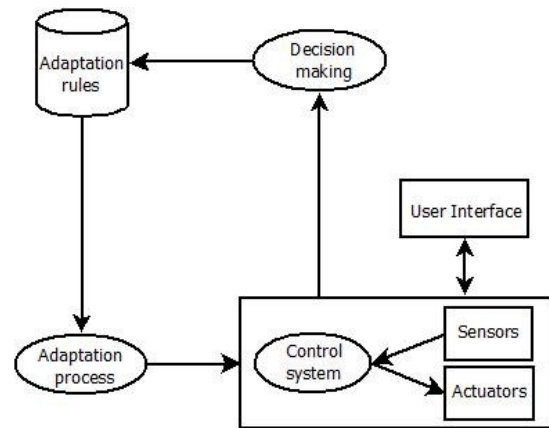 Adaptation
rules
Decision
making
User Interface
Adaptation
process
Control
system
Sensors
Actuators